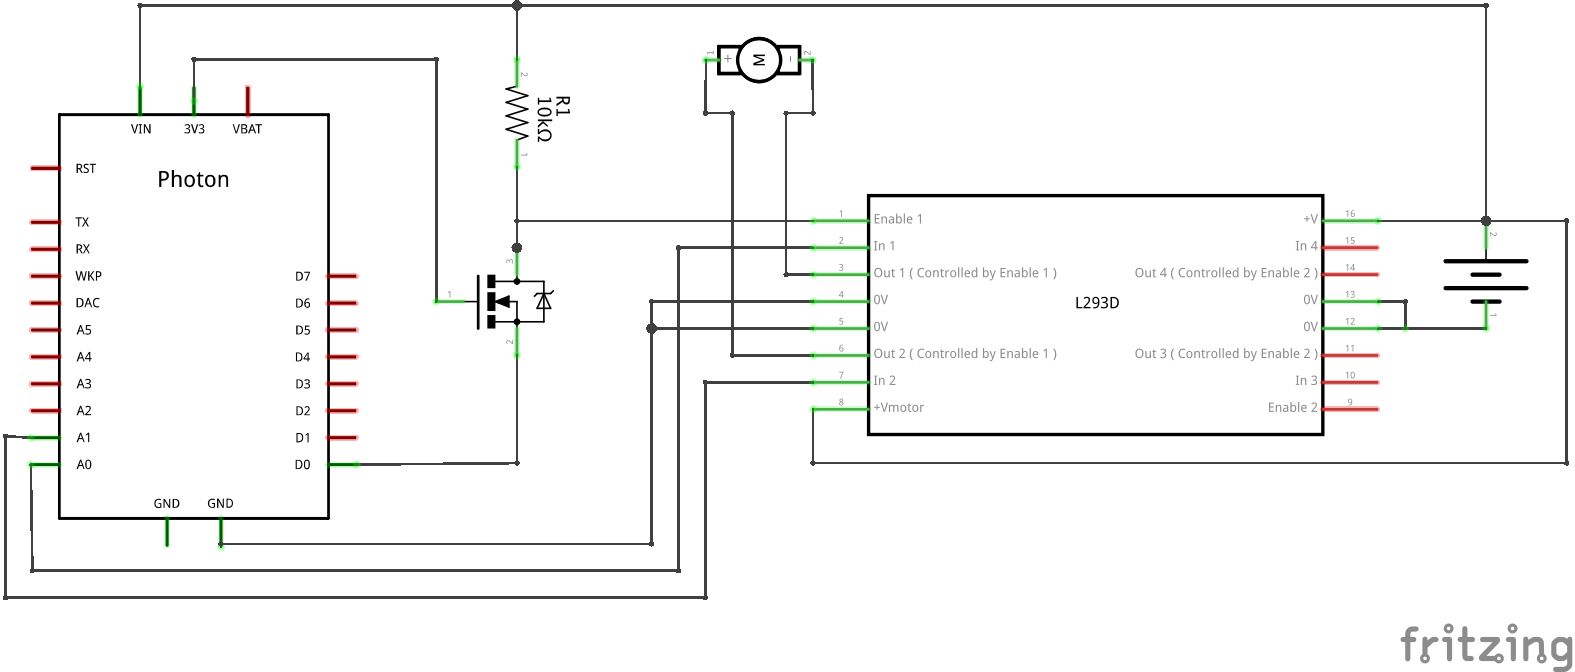 VIN 3V3 VBAT
Photon
RST
TX
RX
WKP
DAC
A5
A4
A3
A2
A1
A0
D7
D6
D5
D4
D3
D2
D1
D0
GND GND
2
R1
10kΩ
1
3
1
2
1 + M - 2
L293D
1 Enable 1
2 In 1
3 Out 1 ( Controlled by Enable 1 )
4 0V
5 0V
6 Out 2 ( Controlled by Enable 1 )
7 In 2
8 +Vmotor
+V 16
In 4 15
Out 4 ( Controlled by Enable 2 ) 14
0V 13
0V 12
Out 3 ( Controlled by Enable 2 ) 11
In 3 10
Enable 2 9
2
1
fritzing